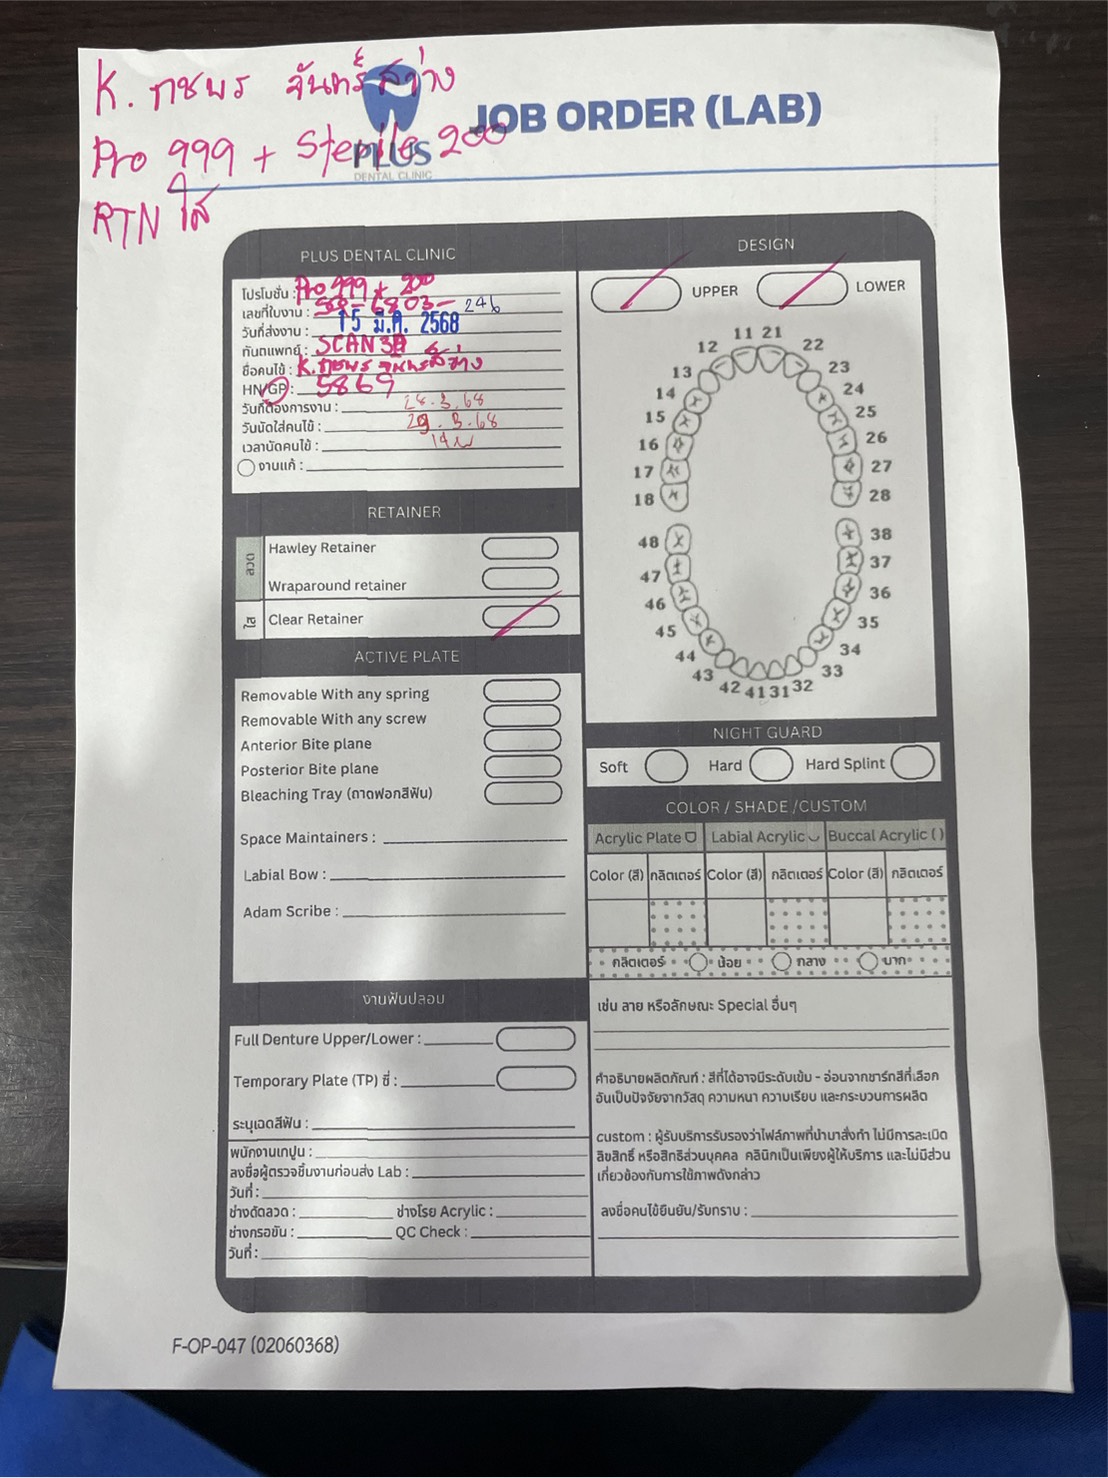 K. กชพร จันทร์สว่าง
Pro 999 + Sterile 200
RTN ใส
JOB ORDER (LAB)
PLUS
DENTAL CLINIC
PLUS DENTAL CLINIC
โปรโมชั่น : Pro 999 + 200
เลขที่ใบงาน : 6803-246
วันที่ส่งงาน : 15 มี.ค. 2568
ทันตแพทย์ : SCAN 3D
ชื่อคนไข้ : K. กชพร จันทร์สว่าง
HN/GP : 5869
วันที่ต้องการงาน : 28.3.68
วันนัดใส่คนไข้ : 29.3.68
เวลานัดคนไข้ : 14 น
งานแก้ :
RETAINER
ลวด
Hawley Retainer
Wraparound retainer
ใส
Clear Retainer
ACTIVE PLATE
Removable With any spring
Removable With any screw
Anterior Bite plane
Posterior Bite plane
Bleaching Tray (ถาดฟอกสีฟัน)
Space Maintainers :
Labial Bow :
Adam Scribe :
งานฟันปลอม
Full Denture Upper/Lower :
Temporary Plate (TP) ซี่ :
ระบุเฉดสีฟัน :
พนักงานเทปูน :
ลงชื่อผู้ตรวจชิ้นงานก่อนส่ง Lab :
วันที่ :
ช่างดัดลวด : ช่างโรย Acrylic :
ช่างกรอขัน : QC Check :
วันที่ :
DESIGN
UPPER LOWER
11 21
12 22
13 23
14 24
15 25
16 26
17 27
18 28
48 38
47 37
46 36
45 35
44 34
43 33
42 41 31 32
NIGHT GUARD
Soft Hard Hard Splint
COLOR / SHADE /CUSTOM
Acrylic Plate Labial Acrylic Buccal Acrylic ( )
Color (สี) กลิตเตอร์ Color (สี) กลิตเตอร์ Color (สี) กลิตเตอร์
กลิตเตอร์ น้อย กลาง มาก
เช่น ลาย หรือลักษณะ Special อื่นๆ
คำอธิบายผลิตภัณฑ์ : สีที่ได้อาจมีระดับเข้ม - อ่อนจากชาร์ทสีที่เลือก
อันเป็นปัจจัยจากวัสดุ ความหนา ความเรียบ และกระบวนการผลิต
custom : ผู้รับบริการรับรองว่าไฟล์ภาพที่นำมาสั่งทำ ไม่มีการละเมิด
ลิขสิทธิ์ หรือสิทธิส่วนบุคคล คลินิกเป็นเพียงผู้ให้บริการ และไม่มีส่วน
เกี่ยวข้องกับการใช้ภาพดังกล่าว
ลงชื่อคนไข้ยืนยัน/รับทราบ :
F-OP-047 (02060368)